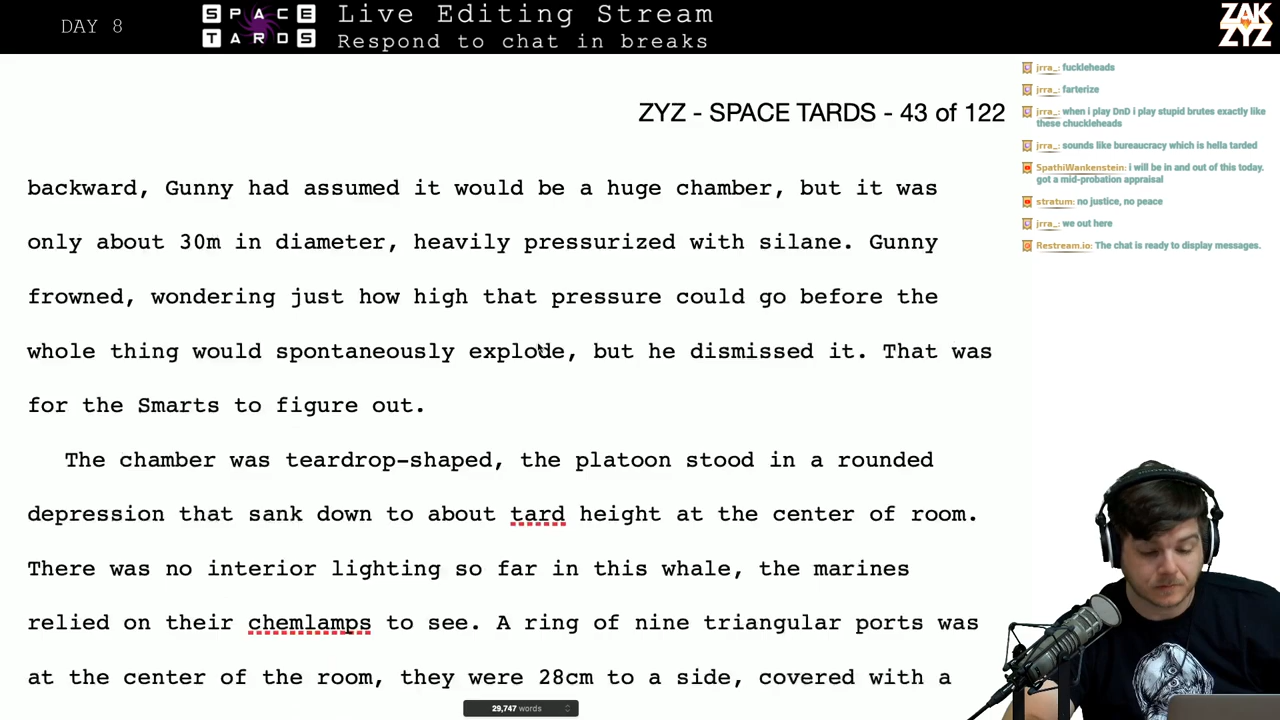 DAY 8
SPACE
TARDS
Live Editing Stream
Respond to chat in breaks
ZAK
ZYZ
ZYZ - SPACE TARDS - 43 of 122
backward, Gunny had assumed it would be a huge chamber, but it was
only about 30m in diameter, heavily pressurized with silane. Gunny
frowned, wondering just how high that pressure could go before the
whole thing would spontaneously explode, but he dismissed it. That was
for the Smarts to figure out.
The chamber was teardrop-shaped, the platoon stood in a rounded
depression that sank down to about tard height at the center of room.
There was no interior lighting so far in this whale, the marines
relied on their chemlamps to see. A ring of nine triangular ports was
at the center of the room, they were 28cm to a side, covered with a
29,747 words
jrra_: fuckleheads
jrra_: farterize
jrra_: when i play DnD i play stupid brutes exactly like
these chuckleheads
jrra_: sounds like bureaucracy which is hella tarded
SpathiWankenstein: i will be in and out of this today.
got a mid-probation appraisal
stratum: no justice, no peace
jrra_: we out here
Restream.io: The chat is ready to display messages.